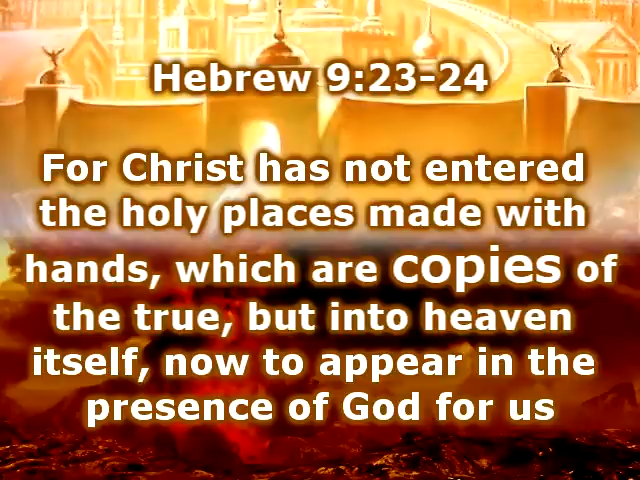 Hebrew 9:23-24
For Christ has not entered
the holy places made with
hands, which are copies of
the true, but into heaven
itself, now to appear in the
presence of God for us